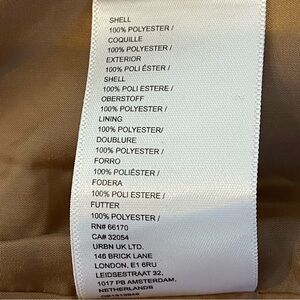 SHELL
100% POLYESTER /
COQUILLE
100% POLYESTER /
EXTERIOR
100% POLI ÉSTER /
SHELL
100% POLI ESTERE /
OBERSTOFF
100% POLYESTER /
LINING
100% POLYESTER/
DOUBLURE
100% POLYESTER /
FORRO
100% POLIÉSTER /
FODERA
100% POLI ESTERE /
FUTTER
100% POLYESTER /
RN# 66170
CA# 32054
URBN UK LTD.
146 BRICK LANE
LONDON, E1 6RU
LEIDSESTRAAT 32,
1017 PB AMSTERDAM,
NETHERLANDS